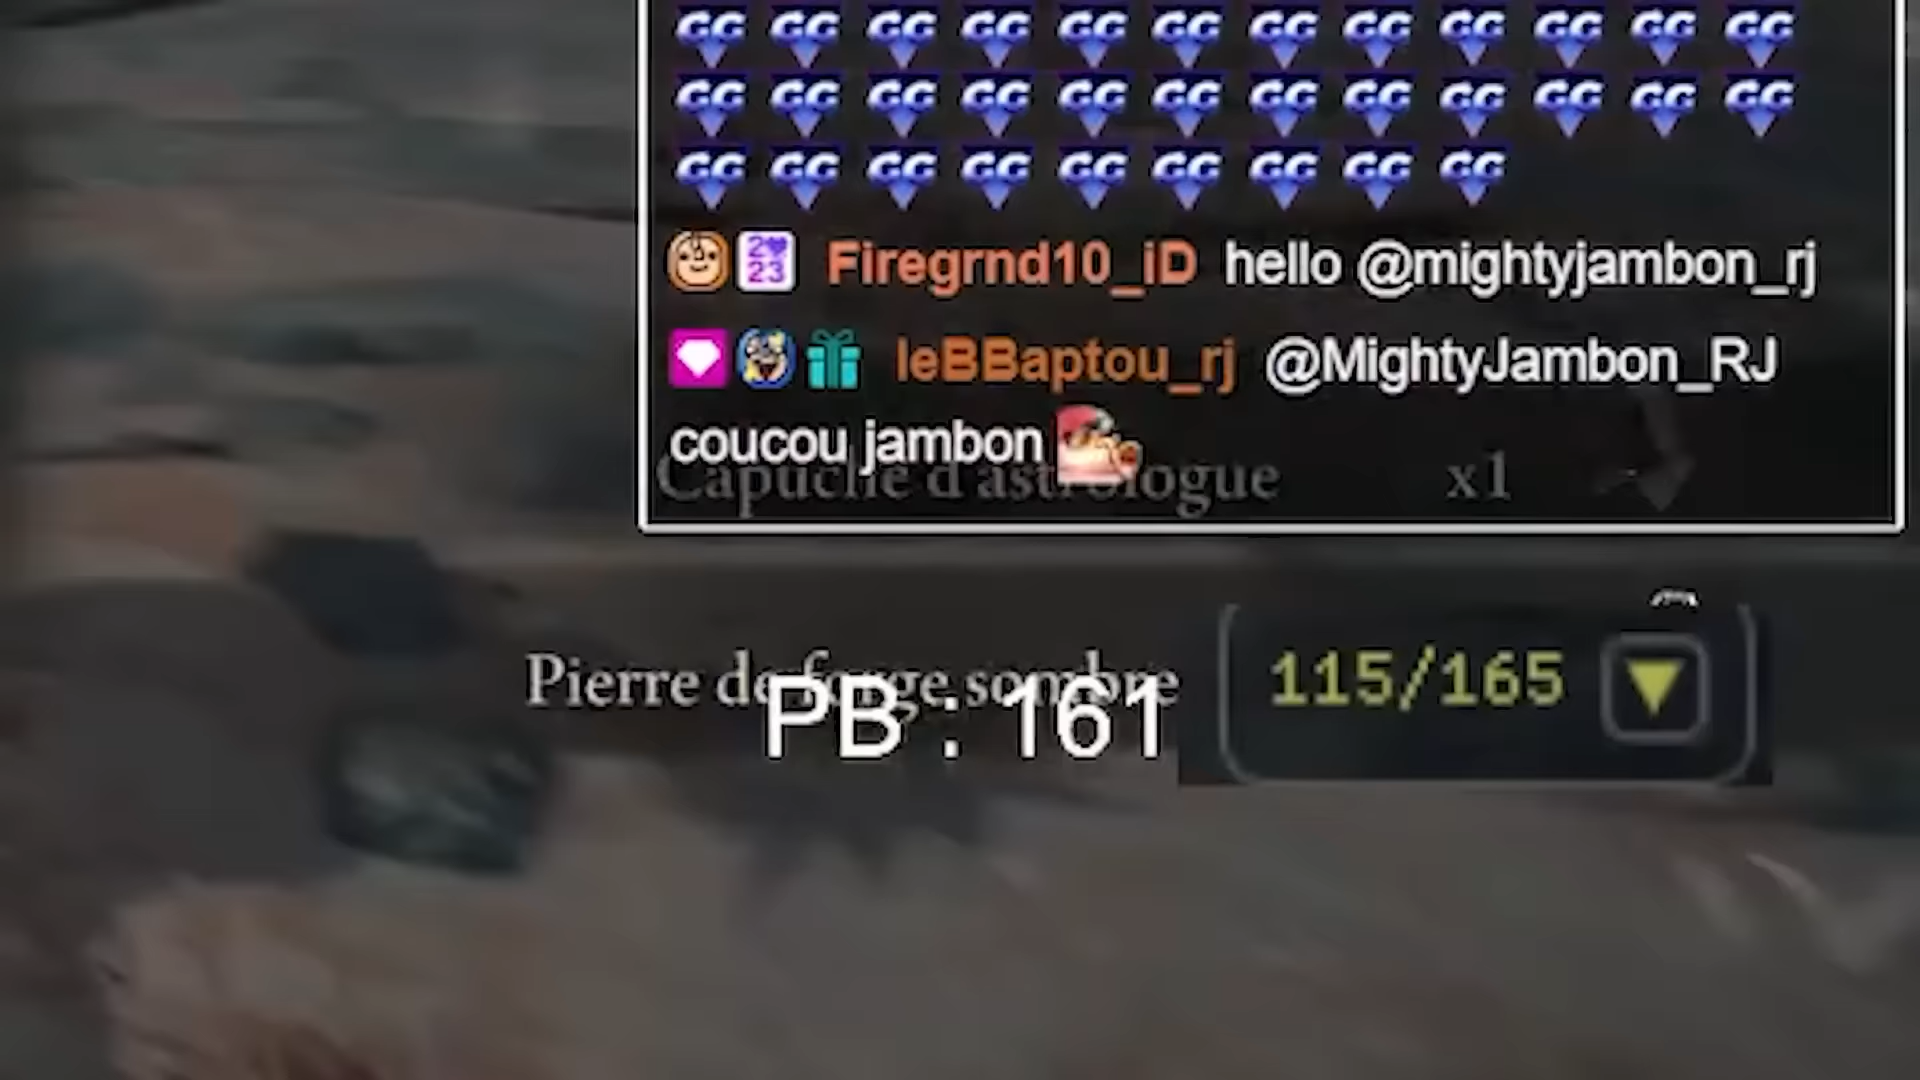 GG GG GG GG GG GG GG GG GG GG GG GG
GG GG GG GG GG GG GG GG GG GG GG GG
GG GG GG GG GG GG GG GG GG
2023 Firegrnd10_iD hello @mightyjambon_rj
leBBaptou_rj @MightyJambon_RJ
coucou jambon
Capuche d'astrologue x1
Pierre de forge sombre 115/165
PB : 161